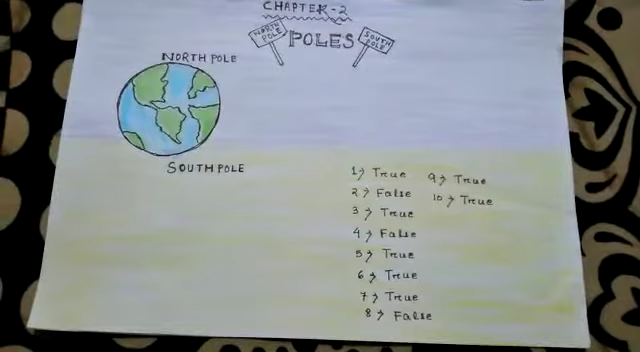 CHAPTER-2
NORTH POLE
POLES
SOUTH POLE
NORTH POLE
SOUTH POLE
1) True
2) False
3) True
4) False
5) True
6) True
7) True
8) False
9) True
10) True